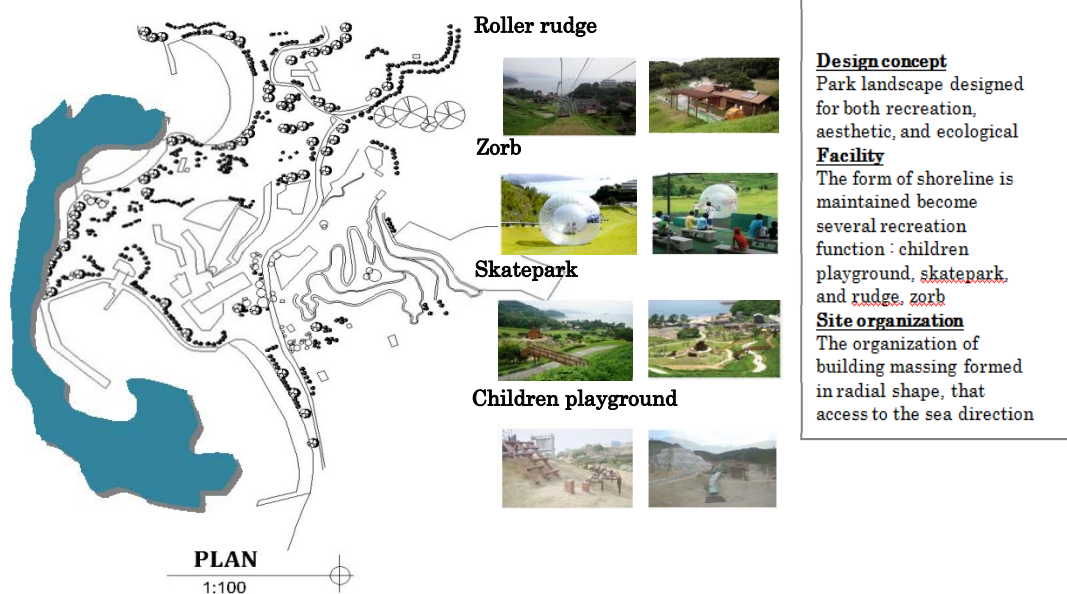 Roller rudge
Zorb
Skatepark
Children playground
PLAN
1:100
Design concept
Park landscape designed
for both recreation,
aesthetic, and ecological
Facility
The form of shoreline is
maintained become
several recreation
function : children
playground, skatepark,
and rudge. zorb
Site organization
The organization of
building massing formed
in radial shape, that
access to the sea direction